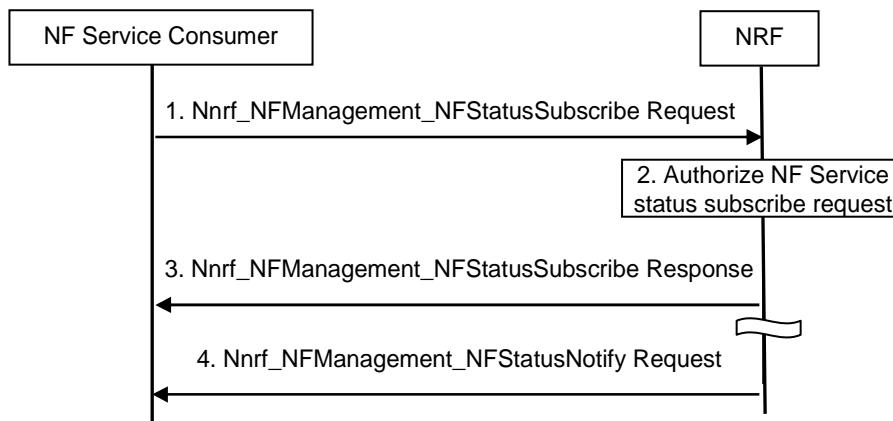 NF Service Consumer
NRF
1. Nnrf_NFManagement_NFStatusSubscribe Request
2. Authorize NF Service
status subscribe request
3. Nnrf_NFManagement_NFStatusSubscribe Response
4. Nnrf_NFManagement_NFStatusNotify Request